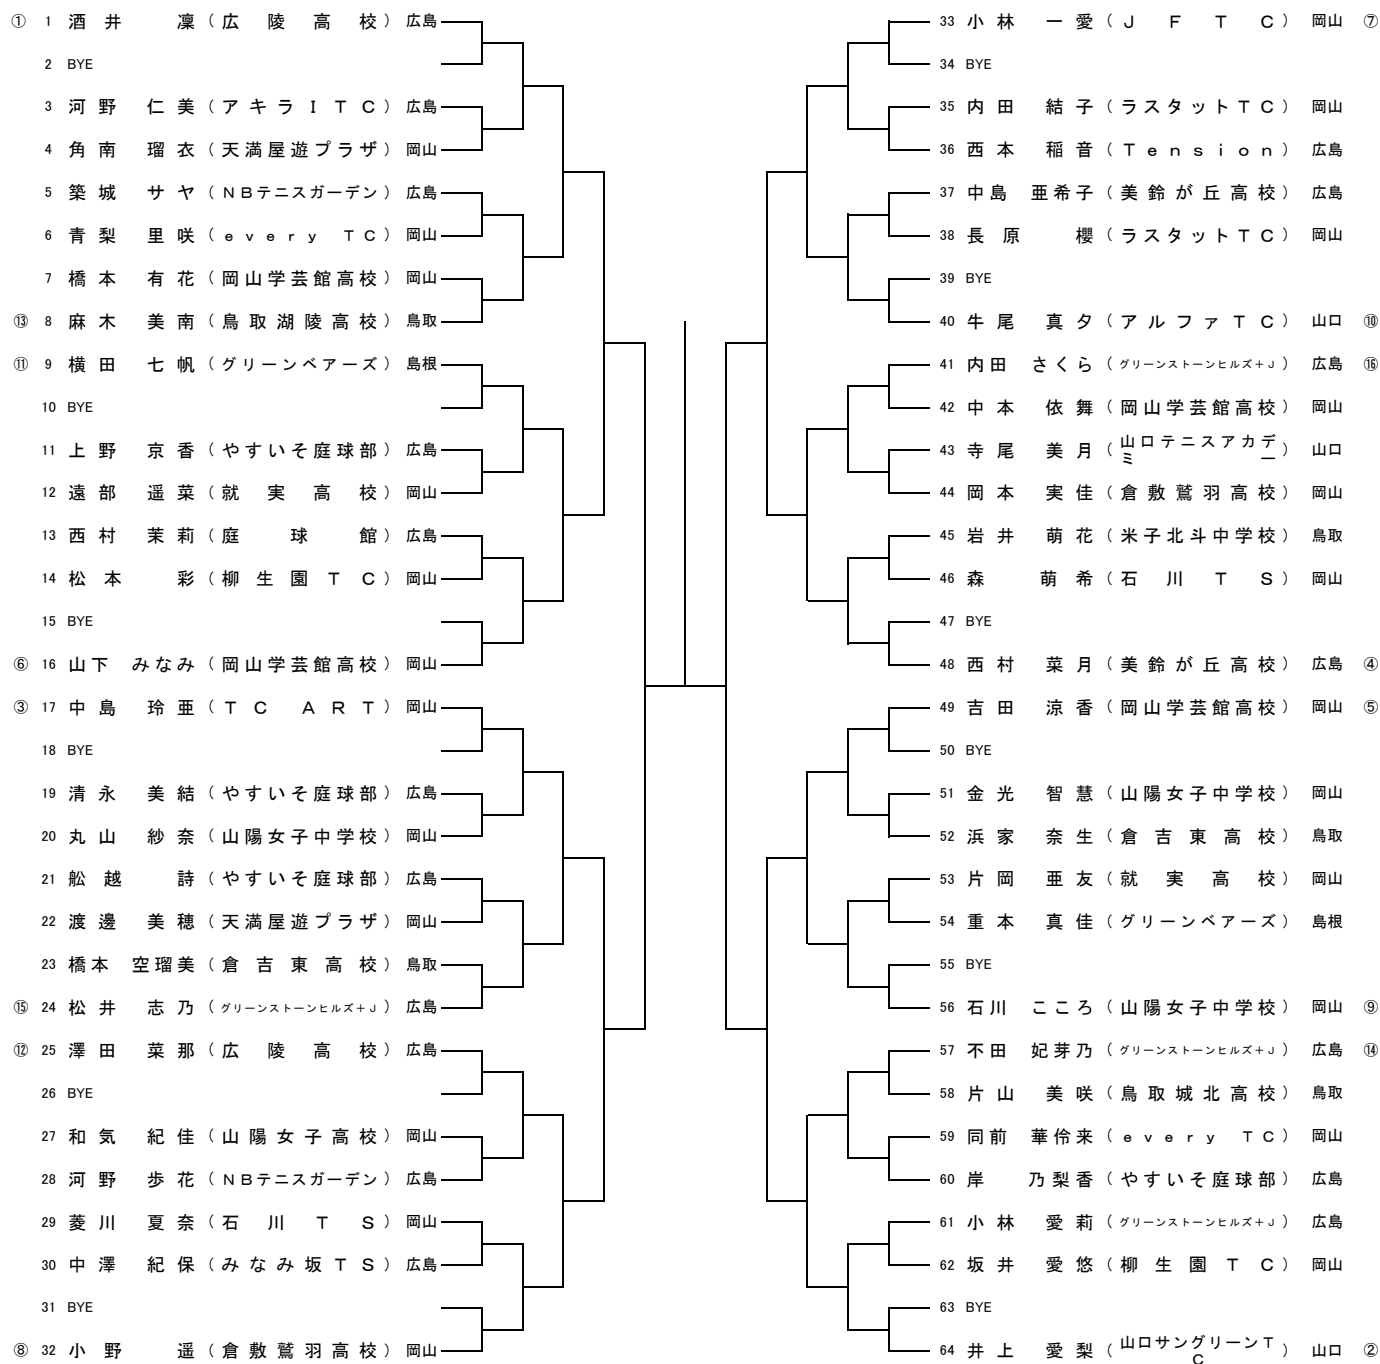 ① 1 酒井 凜 (広陵高校) 広島
2 BYE
3 河野 仁美 (アキラITC) 広島
4 角南 瑠衣 (天満屋遊プラザ) 岡山
5 築城 サヤ (NBテニスガーデン) 広島
6 青梨 里咲 (every TC) 岡山
7 橋本 有花 (岡山学芸館高校) 岡山
⑬ 8 麻木 美南 (鳥取湖陵高校) 鳥取
⑪ 9 横田 七帆 (グリーンベアーズ) 島根
10 BYE
11 上野 京香 (やすいそ庭球部) 広島
12 遠部 遥菜 (就実高校) 岡山
13 西村 茉莉 (庭球館) 広島
14 松本 彩 (柳生園TC) 岡山
15 BYE
⑥ 16 山下 みなみ (岡山学芸館高校) 岡山
③ 17 中島 玲亜 (TC ART) 岡山
18 BYE
19 清永 美結 (やすいそ庭球部) 広島
20 丸山 紗奈 (山陽女子中学校) 岡山
21 舩越 詩 (やすいそ庭球部) 広島
22 渡邊 美穂 (天満屋遊プラザ) 岡山
23 橋本 空瑠美 (倉吉東高校) 鳥取
⑮ 24 松井 志乃 (グリーンストーンヒルズ+J) 広島
⑫ 25 澤田 菜那 (広陵高校) 広島
26 BYE
27 和気 紀佳 (山陽女子高校) 岡山
28 河野 歩花 (NBテニスガーデン) 広島
29 菱川 夏奈 (石川TS) 岡山
30 中澤 紀保 (みなみ坂TS) 広島
31 BYE
⑧ 32 小野 遥 (倉敷鷲羽高校) 岡山
33 小林 一愛 (JFTC) 岡山 ⑦
34 BYE
35 内田 結子 (ラスタットTC) 岡山
36 西本 稲音 (Tension) 広島
37 中島 亜希子 (美鈴が丘高校) 広島
38 長原 櫻 (ラスタットTC) 岡山
39 BYE
40 牛尾 真夕 (アルファTC) 山口 ⑩
41 内田 さくら (グリーンストーンヒルズ+J) 広島 ⑯
42 中本 依舞 (岡山学芸館高校) 岡山
43 寺尾 美月 (山口テニスアカデミー) 山口
44 岡本 実佳 (倉敷鷲羽高校) 岡山
45 岩井 萌花 (米子北斗中学校) 鳥取
46 森 萌希 (石川TS) 岡山
47 BYE
48 西村 菜月 (美鈴が丘高校) 広島 ④
49 吉田 涼香 (岡山学芸館高校) 岡山 ⑤
50 BYE
51 金光 智慧 (山陽女子中学校) 岡山
52 浜家 奈生 (倉吉東高校) 鳥取
53 片岡 亜友 (就実高校) 岡山
54 重本 真佳 (グリーンベアーズ) 島根
55 BYE
56 石川 こころ (山陽女子中学校) 岡山 ⑨
57 不田 妃芽乃 (グリーンストーンヒルズ+J) 広島 ⑭
58 片山 美咲 (鳥取城北高校) 鳥取
59 同前 華伶来 (every TC) 岡山
60 岸 乃梨香 (やすいそ庭球部) 広島
61 小林 愛莉 (グリーンストーンヒルズ+J) 広島
62 坂井 愛悠 (柳生園TC) 岡山
63 BYE
64 井上 愛梨 (山口サングリーンTC) 山口 ②